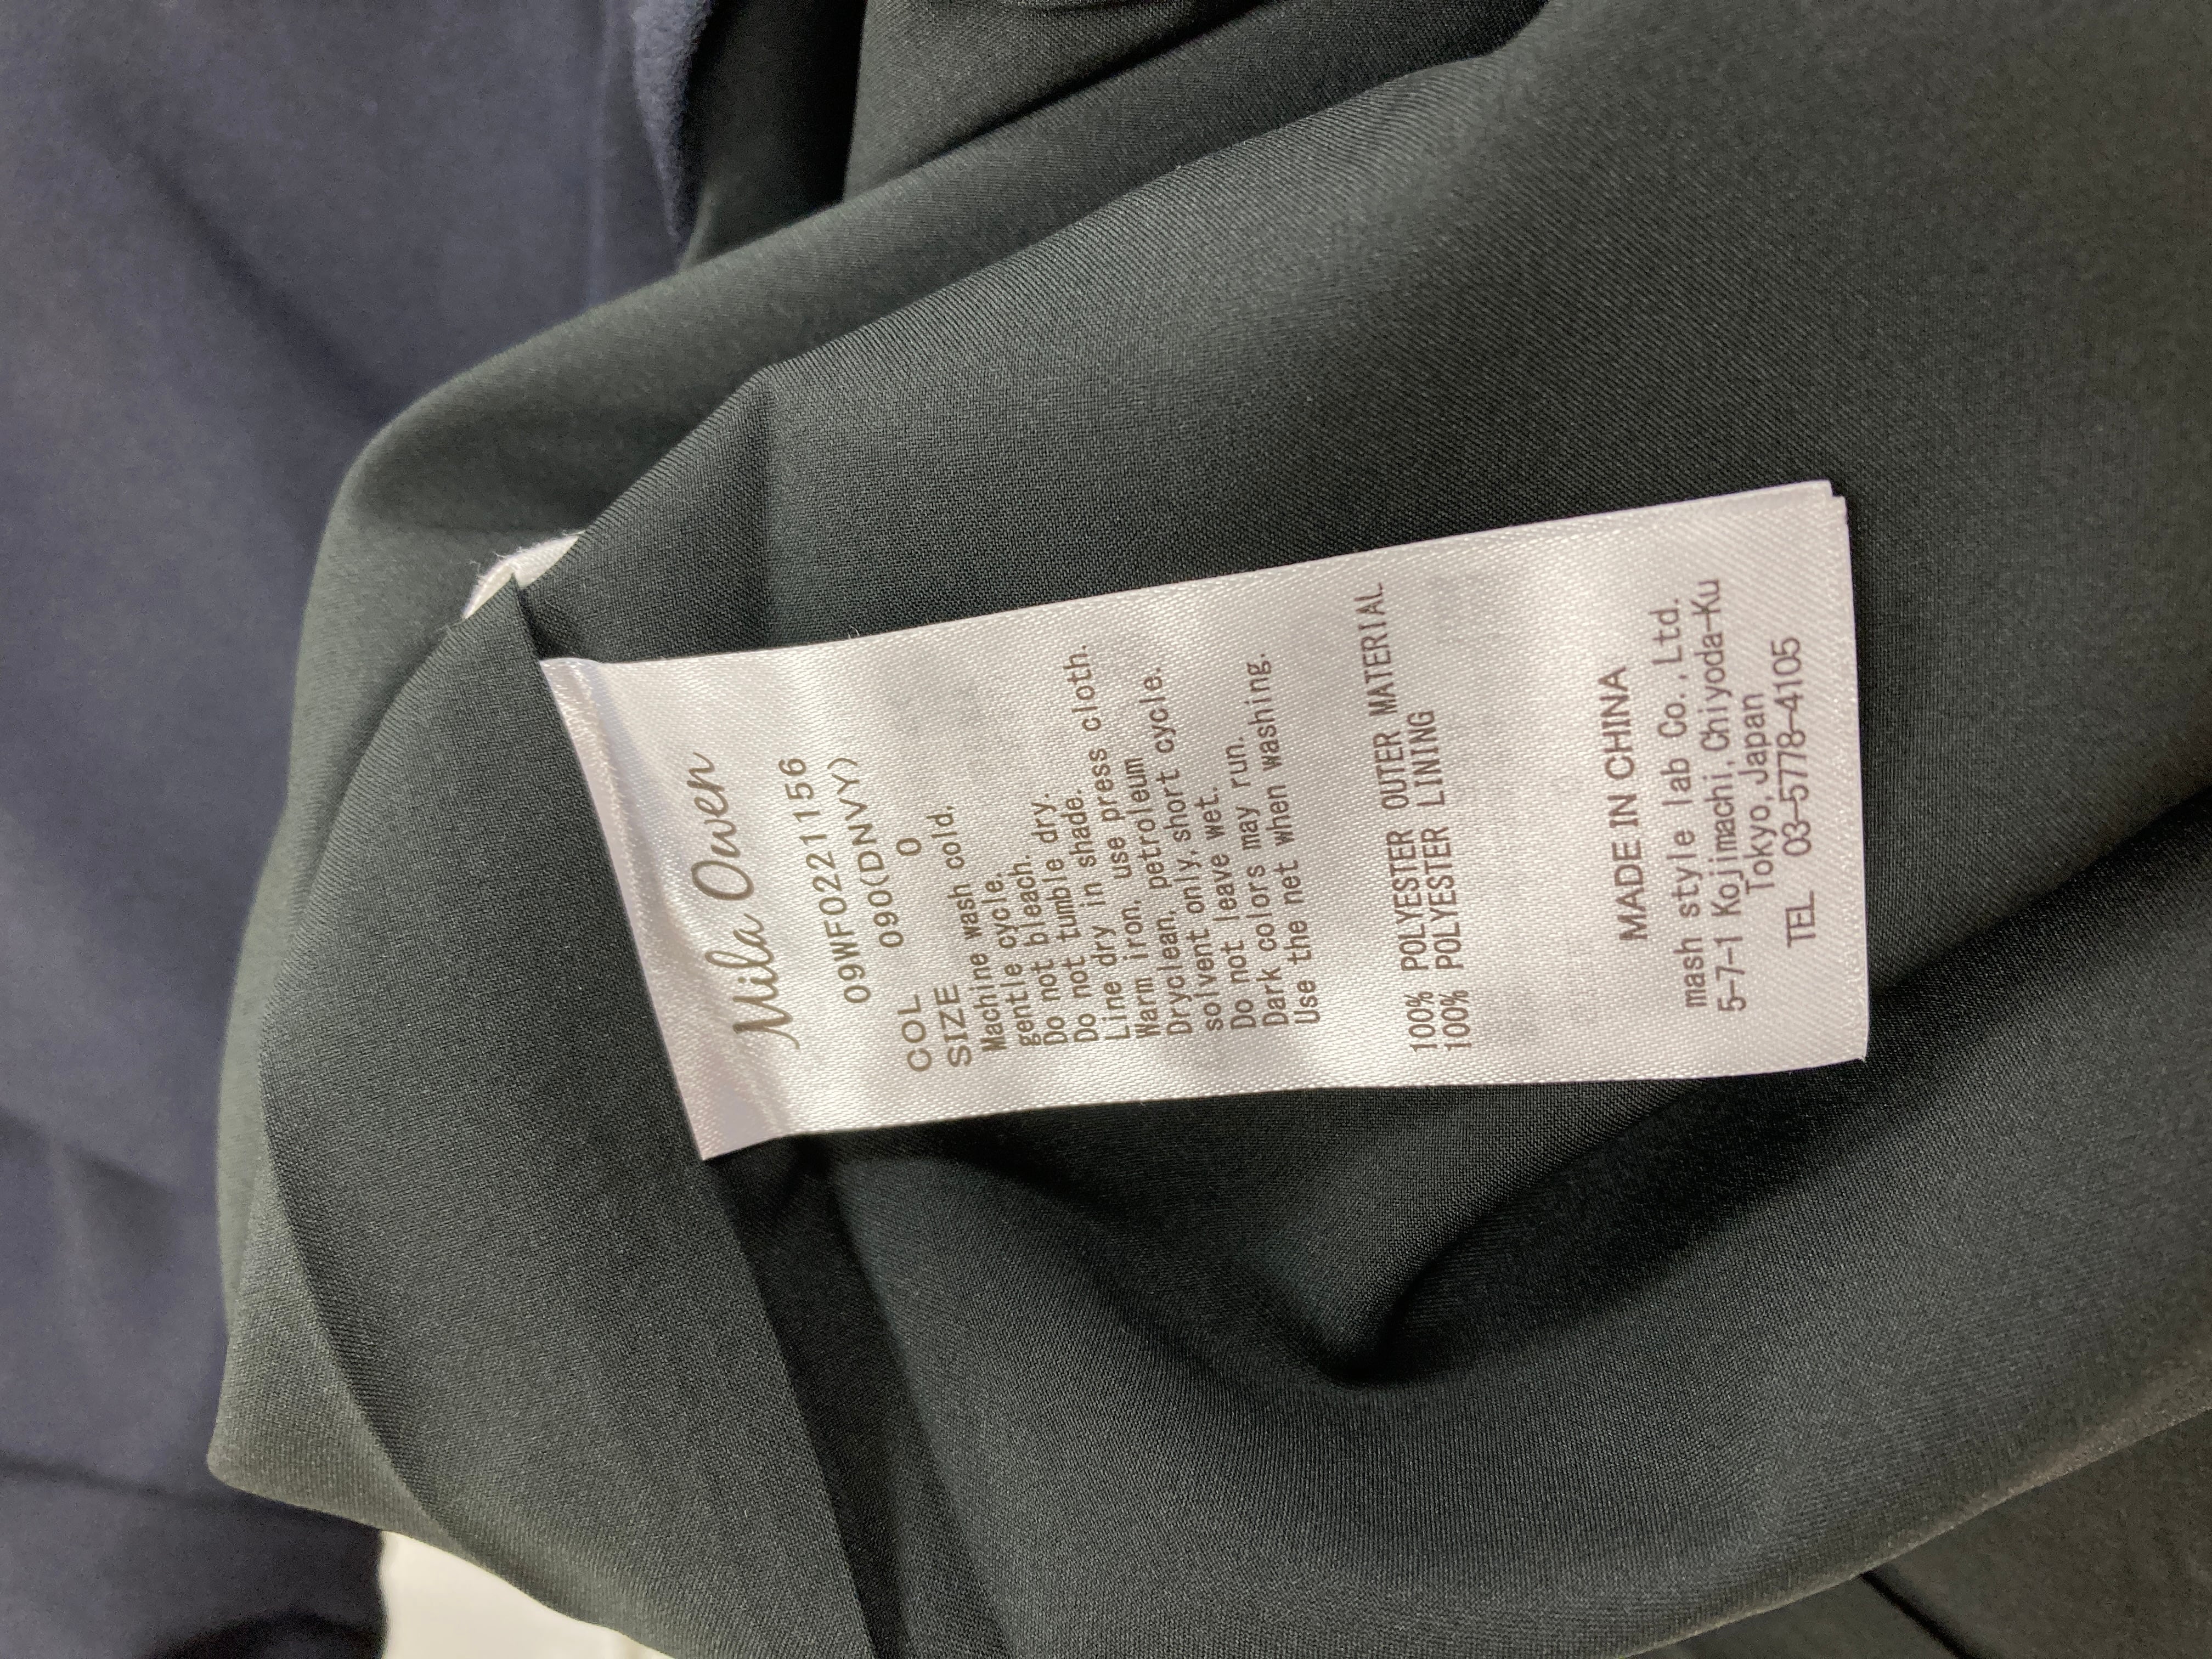 Mila Owen
09WF0221156
COL 090(DNVY)
SIZE 0
Machine wash cold.
gentle cycle.
Do not bleach.
Do not tumble dry.
Line dry in shade.
Warm iron, use press cloth.
Dryclean, petroleum
solvent only, short cycle.
Do not leave wet.
Dark colors may run.
Use the net when washing.
100% POLYESTER OUTER MATERIAL
100% POLYESTER LINING
MADE IN CHINA
mash style lab Co.,Ltd.
5-7-1 Kojimachi, Chiyoda-Ku
Tokyo, Japan
TEL 03-5778-4105